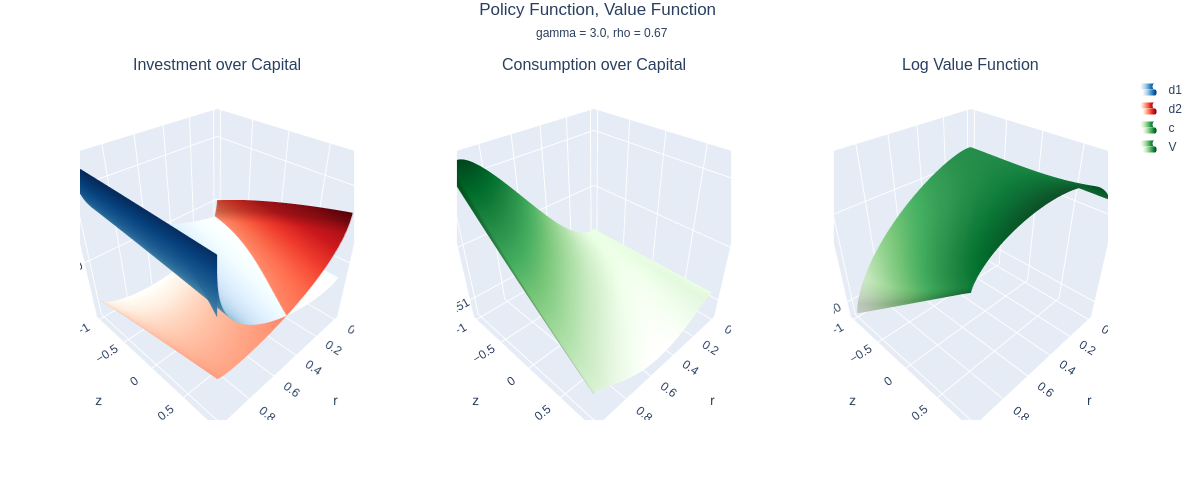 Policy Function, Value Function
gamma = 3.0, rho = 0.67
Investment over Capital
Consumption over Capital
Log Value Function
d1
d2
c
V
-1
−0.5
0
0.5
z
0
0.2
0.4
0.6
0.8
r
51
-1
−0.5
0
0.5
z
0
0.2
0.4
0.6
0.8
r
0
-1
−0.5
0
0.5
z
0
0.2
0.4
0.6
0.8
r